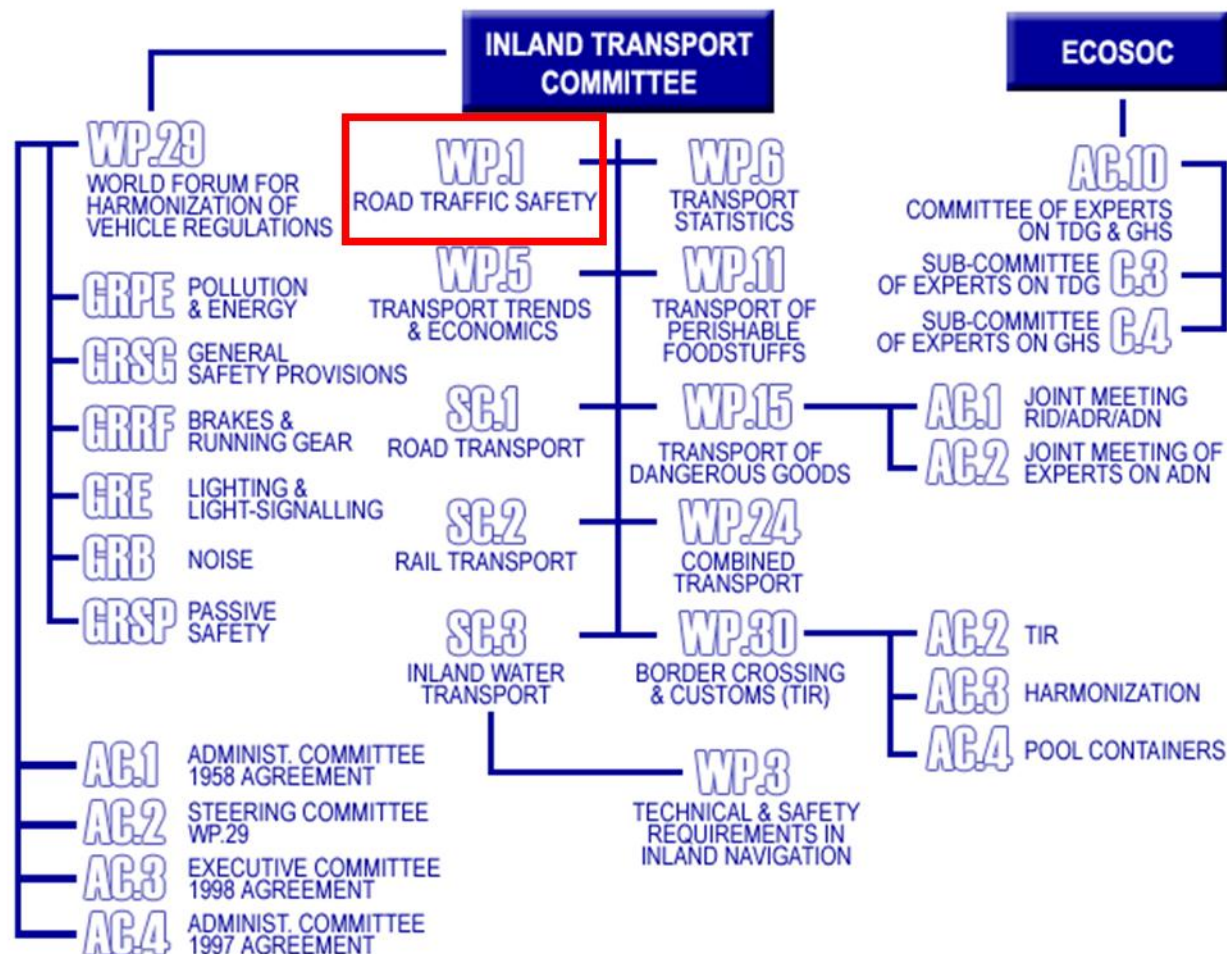 INLAND TRANSPORT
COMMITTEE
ECOSOC
WP.29
WORLD FORUM FOR
HARMONIZATION OF
VEHICLE REGULATIONS
GRPE
POLLUTION
& ENERGY
GRSG
GENERAL
SAFETY PROVISIONS
GRRF
BRAKES &
RUNNING GEAR
GRE
LIGHTING &
LIGHT-SIGNALLING
GRB
NOISE
GRSP
PASSIVE
SAFETY
AC.1
ADMINIST. COMMITTEE
1958 AGREEMENT
AC.2
STEERING COMMITTEE
WP.29
AC.3
EXECUTIVE COMMITTEE
1998 AGREEMENT
AC.4
ADMINIST. COMMITTEE
1997 AGREEMENT
WP.1
ROAD TRAFFIC SAFETY
WP.5
TRANSPORT TRENDS
& ECONOMICS
SC.1
ROAD TRANSPORT
SC.2
RAIL TRANSPORT
SC.3
INLAND WATER
TRANSPORT
WP.6
TRANSPORT
STATISTICS
WP.11
TRANSPORT OF
PERISHABLE
FOODSTUFFS
WP.15
TRANSPORT OF
DANGEROUS GOODS
WP.24
COMBINED
TRANSPORT
WP.30
BORDER CROSSING
& CUSTOMS (TIR)
WP.3
TECHNICAL & SAFETY
REQUIREMENTS IN
INLAND NAVIGATION
AC.10
COMMITTEE OF EXPERTS
ON TDG & GHS
SUB-COMMITTEE
OF EXPERTS ON TDG
C.3
SUB-COMMITTEE
OF EXPERTS ON GHS
C.4
AC.1
JOINT MEETING
RID/ADR/ADN
AC.2
JOINT MEETING OF
EXPERTS ON ADN
AC.2
TIR
AC.3
HARMONIZATION
AC.4
POOL CONTAINERS